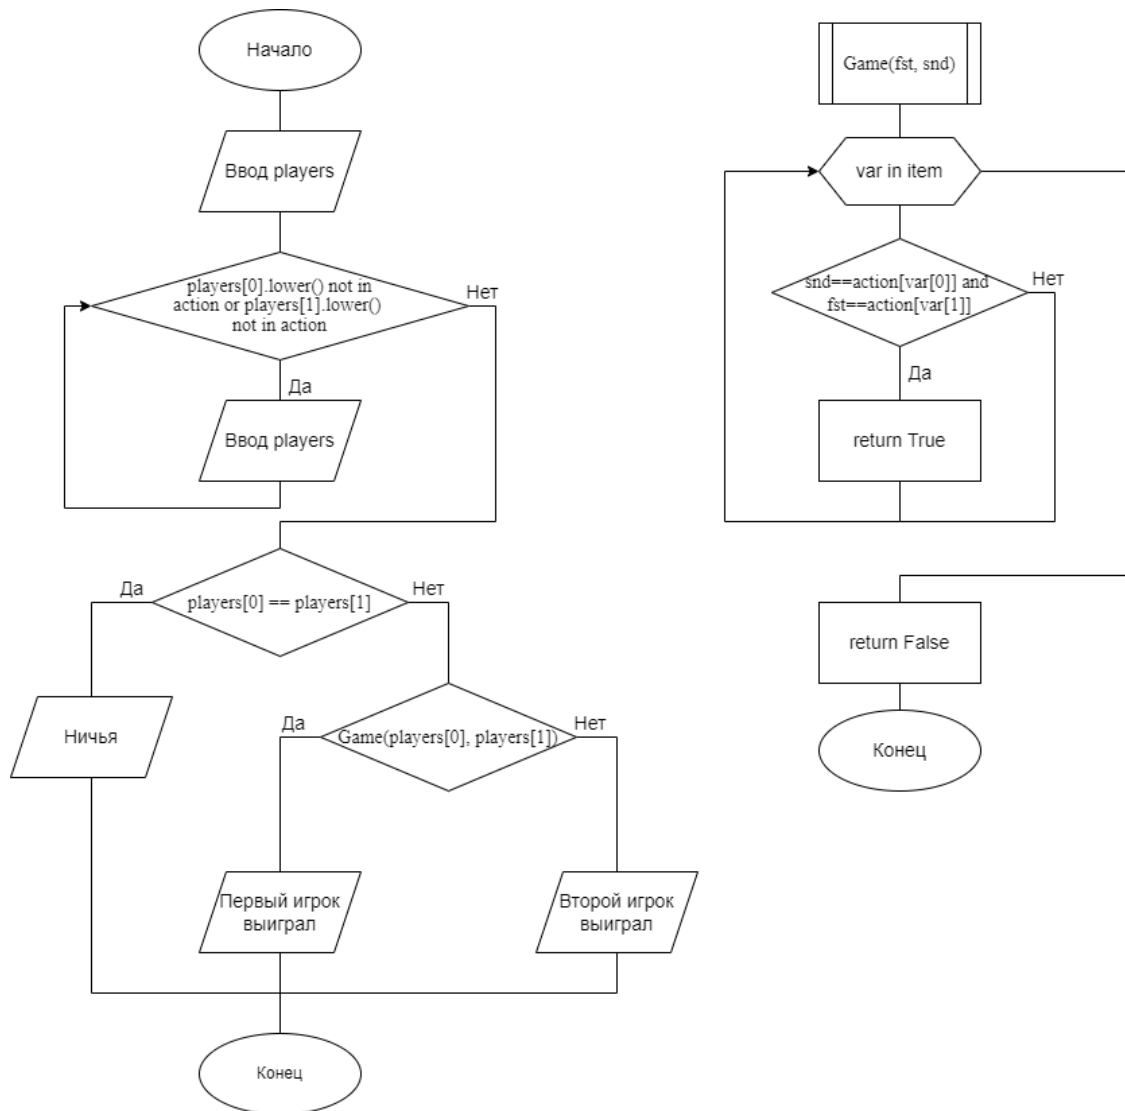 Начало
Ввод players
players[0].lower() not in
action or players[1].lower()
not in action
Нет
Да
Ввод players
Да
players[0] == players[1]
Нет
Ничья
Да
Game(players[0], players[1])
Нет
Первый игрок
выиграл
Второй игрок
выиграл
Конец
Game(fst, snd)
var in item
snd==action[var[0]] and
fst==action[var[1]]
Нет
Да
return True
return False
Конец